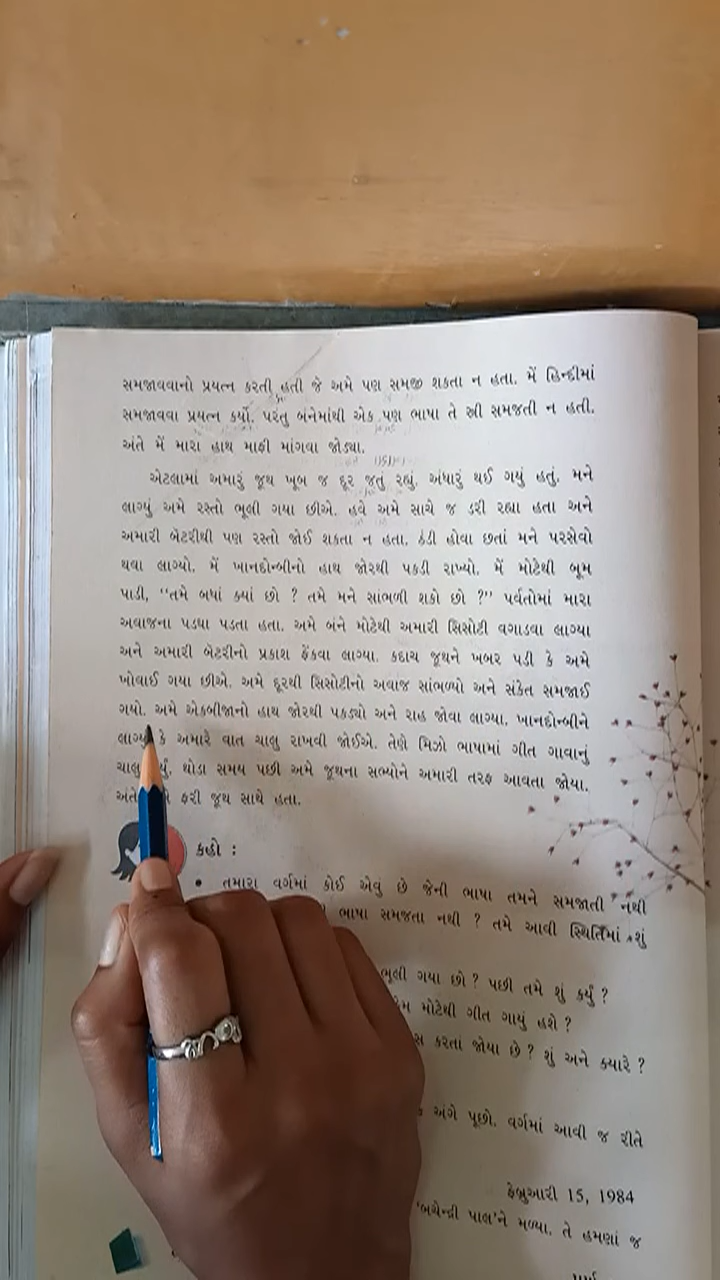 સમજાવવાનો પ્રયત્ન કરતી હતી જે અમે પણ સમજી શકતા ન હતા. મેં હિન્દીમાં
સમજાવવા પ્રયત્ન કર્યો. પરંતુ બંનેમાંથી એક પણ ભાષા તે સ્ત્રી સમજતી ન હતી.
અંતે મેં મારા હાથ માફી માંગવા જોડ્યા.
એટલામાં અમારું જૂથ ખૂબ જ દૂર જતું રહ્યું. અંધારું થઈ ગયું હતું. મને
લાગ્યું અમે રસ્તો ભૂલી ગયા છીએ. હવે અમે સાચે જ ડરી રહ્યા હતા અને
અમારી બૅટરીથી પણ રસ્તો જોઈ શકતા ન હતા. ઠંડી હોવા છતાં મને પરસેવો
થવા લાગ્યો. મેં ખાનદોન્બીનો હાથ જોરથી પકડી રાખ્યો. મેં મોટેથી બૂમ
પાડી, ‘‘તમે બધાં ક્યાં છો ? તમે મને સાંભળી શકો છો ?’’ પર્વતોમાં મારા
અવાજના પડઘા પડતા હતા. અમે બંને મોટેથી અમારી સિસોટી વગાડવા લાગ્યા
અને અમારી બૅટરીનો પ્રકાશ ફેંકવા લાગ્યા. કદાચ જૂથને ખબર પડી કે અમે
ખોવાઈ ગયા છીએ. અમે દૂરથી સિસોટીનો અવાજ સાંભળ્યો અને સંકેત સમજાઈ
ગયો. અમે એકબીજાનો હાથ જોરથી પકડ્યો અને રાહ જોવા લાગ્યા. ખાનદોન્બીને
કે અમારે વાત ચાલુ રાખવી જોઈએ. તેણે મિઝો ભાષામાં ગીત ગાવાનું
થોડા સમય પછી અમે જૂથના સભ્યોને અમારી તરફ આવતા જોયા.
અંતે ફરી જૂથ સાથે હતા.
કહો :
• તમારા વર્ગમાં કોઈ એવું છે જેની ભાષા તમને સમજાતી નથી
ભાષા સમજતા નથી ? તમે આવી સ્થિતિમાં શું
ભૂલી ગયા છો ? પછી તમે શું કર્યું ?
મોટેથી ગીત ગાયું હશે ?
કરતાં જોયા છે ? શું અને ક્યારે ?
અંગે પૂછો. વર્ગમાં આવી જ રીતે
ફેબ્રુઆરી 15, 1984
‘બચેન્દ્રી પાલ’ને મળ્યા. તે હમણાં જ